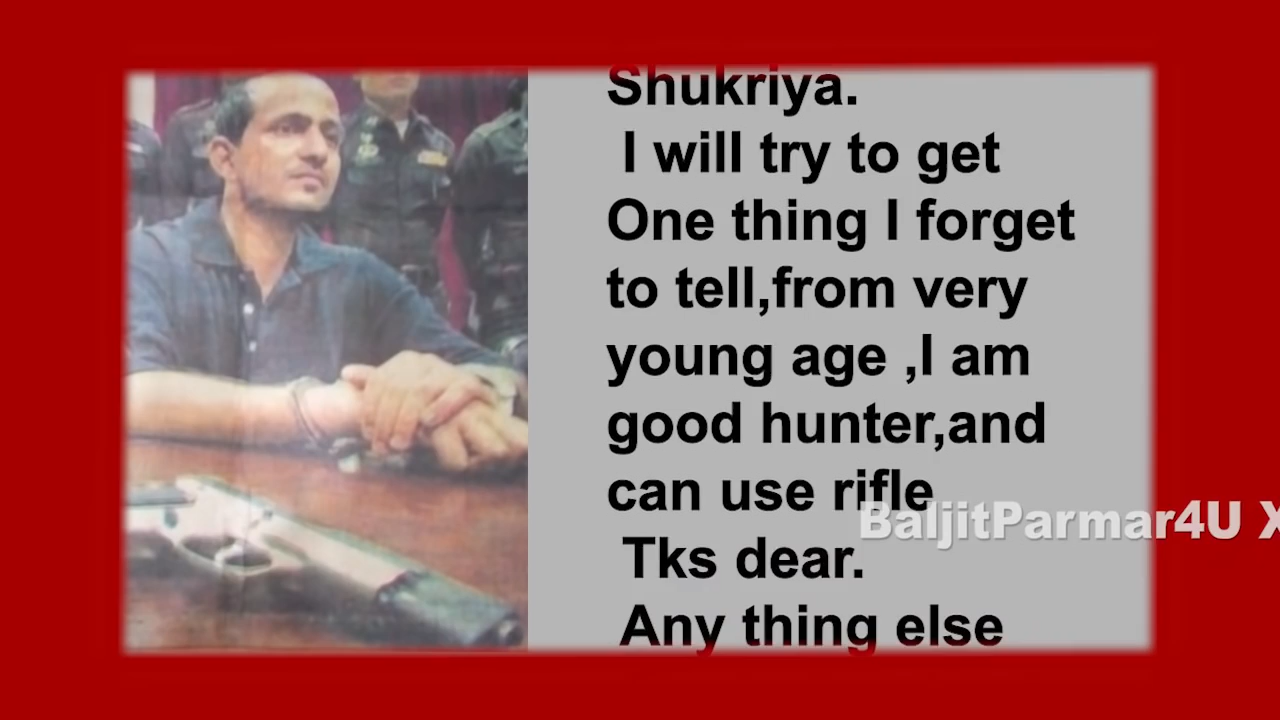 Shukriya.
I will try to get
One thing I forget
to tell,from very
young age ,I am
good hunter,and
can use rifle
BaljitParmar4U X
Tks dear.
Any thing else